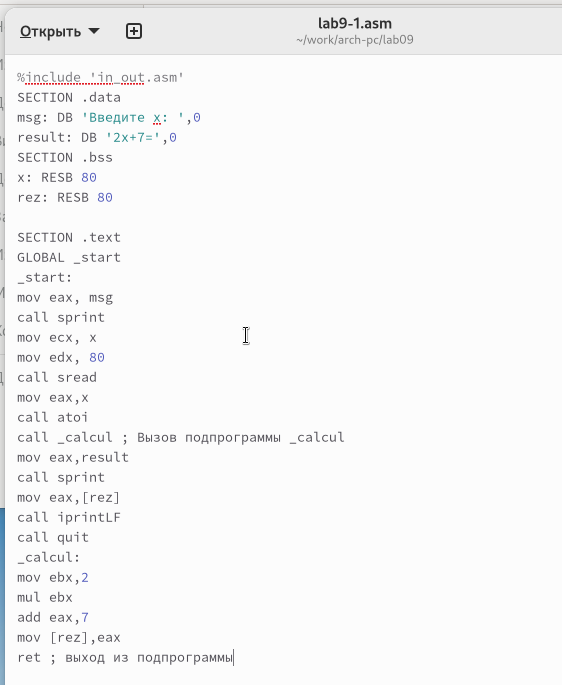 Открыть
lab9-1.asm
~/work/arch-pc/lab09
%include 'in_out.asm'
SECTION .data
msg: DB 'Введите x: ',0
result: DB '2x+7=',0
SECTION .bss
x: RESB 80
rez: RESB 80
SECTION .text
GLOBAL _start
_start:
mov eax, msg
call sprint
mov ecx, x
mov edx, 80
call sread
mov eax,x
call atoi
call _calcul ; Вызов подпрограммы _calcul
mov eax,result
call sprint
mov eax,[rez]
call iprintLF
call quit
_calcul:
mov ebx,2
mul ebx
add eax,7
mov [rez],eax
ret ; выход из подпрограммы